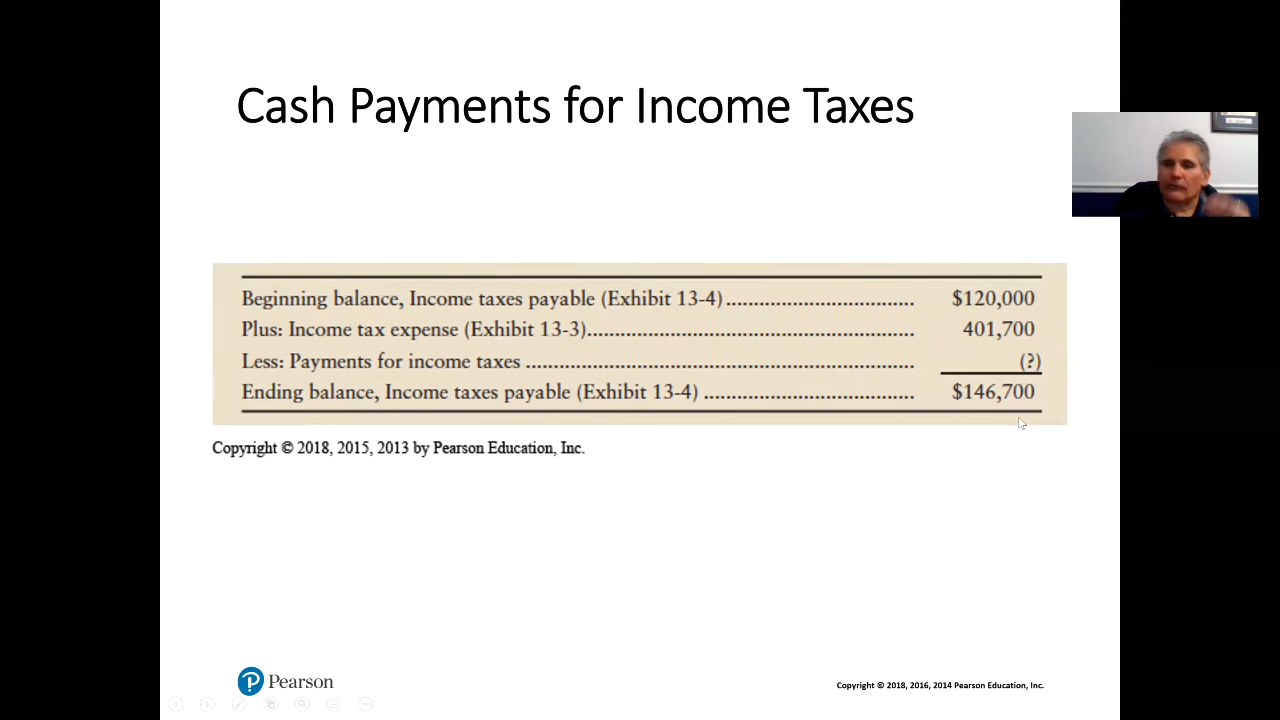 Cash Payments for Income Taxes
Beginning balance, Income taxes payable (Exhibit 13-4).................................. $120,000
Plus: Income tax expense (Exhibit 13-3).......................................................... 401,700
Less: Payments for income taxes ...................................................................... (?)
Ending balance, Income taxes payable (Exhibit 13-4) ...................................... $146,700
Copyright © 2018, 2015, 2013 by Pearson Education, Inc.
P Pearson
Copyright © 2018, 2016, 2014 Pearson Education, Inc.